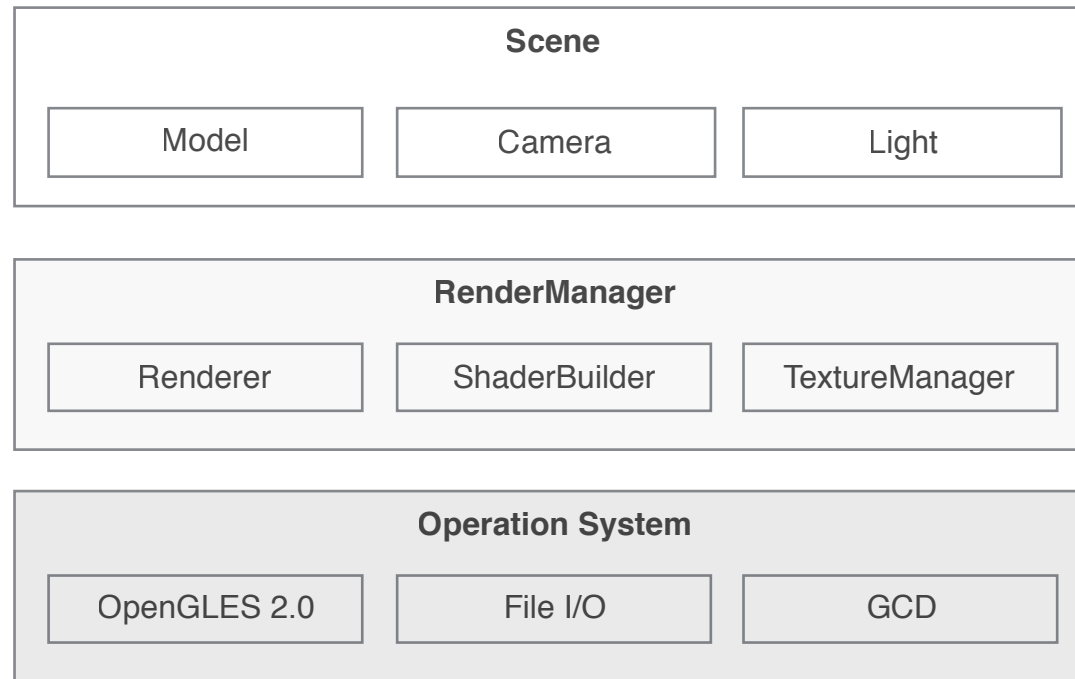 Scene
Model Camera Light
RenderManager
Renderer ShaderBuilder TextureManager
Operation System
OpenGLES 2.0 File I/O GCD